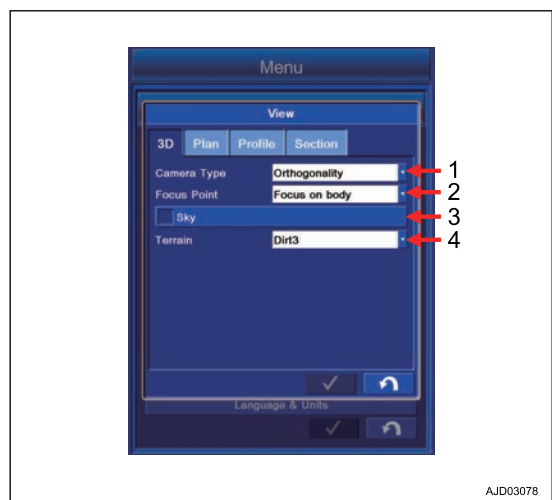 Menu
View
3D Plan Profile Section
Camera Type Orthogonality 1
Focus Point Focus on body 2
Sky 3
Terrain Dirt3 4
Language & Units
AJD03078